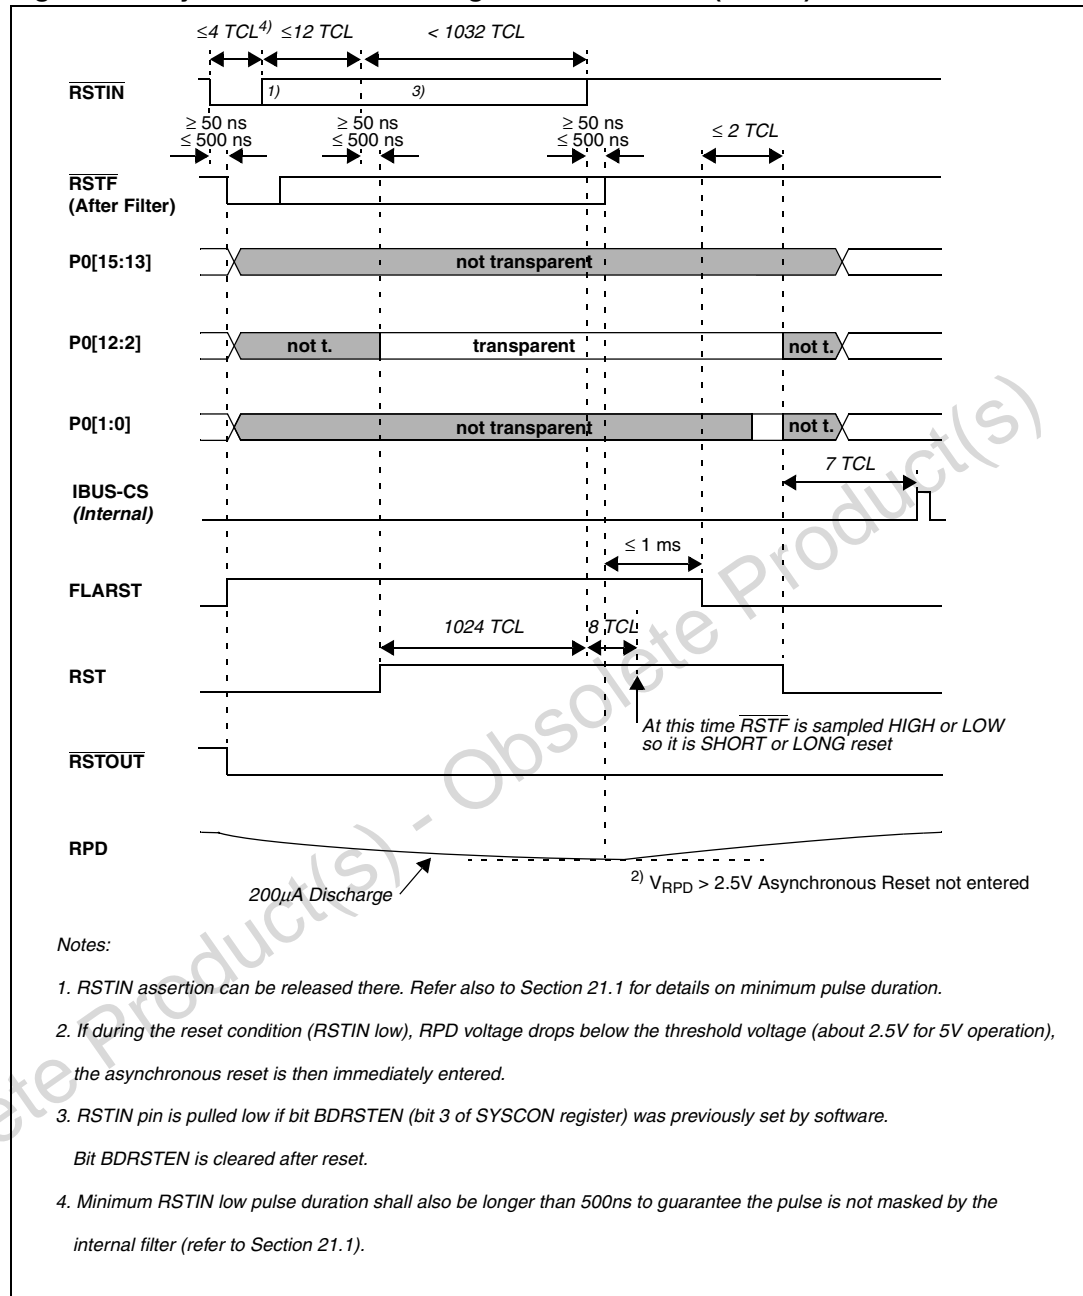 ≤4 TCL4) ≤12 TCL < 1032 TCL
RSTIN 1) 3)
≥ 50 ns ≥ 50 ns ≥ 50 ns
≤ 500 ns ≤ 500 ns ≤ 500 ns ≤ 2 TCL
RSTF
(After Filter)
P0[15:13] not transparent
P0[12:2] not t. transparent not t.
P0[1:0] not transparent not t.
7 TCL
IBUS-CS
(Internal)
≤ 1 ms
FLARST
1024 TCL 8 TCL
RST
At this time RSTF is sampled HIGH or LOW
so it is SHORT or LONG reset
RSTOUT
RPD
200µA Discharge
2) VRPD > 2.5V Asynchronous Reset not entered
Notes:
1. RSTIN assertion can be released there. Refer also to Section 21.1 for details on minimum pulse duration.
2. If during the reset condition (RSTIN low), RPD voltage drops below the threshold voltage (about 2.5V for 5V operation),
the asynchronous reset is then immediately entered.
3. RSTIN pin is pulled low if bit BDRSTEN (bit 3 of SYSCON register) was previously set by software.
Bit BDRSTEN is cleared after reset.
4. Minimum RSTIN low pulse duration shall also be longer than 500ns to guarantee the pulse is not masked by the
internal filter (refer to Section 21.1).
Product(s) - Obsolete Product(s)